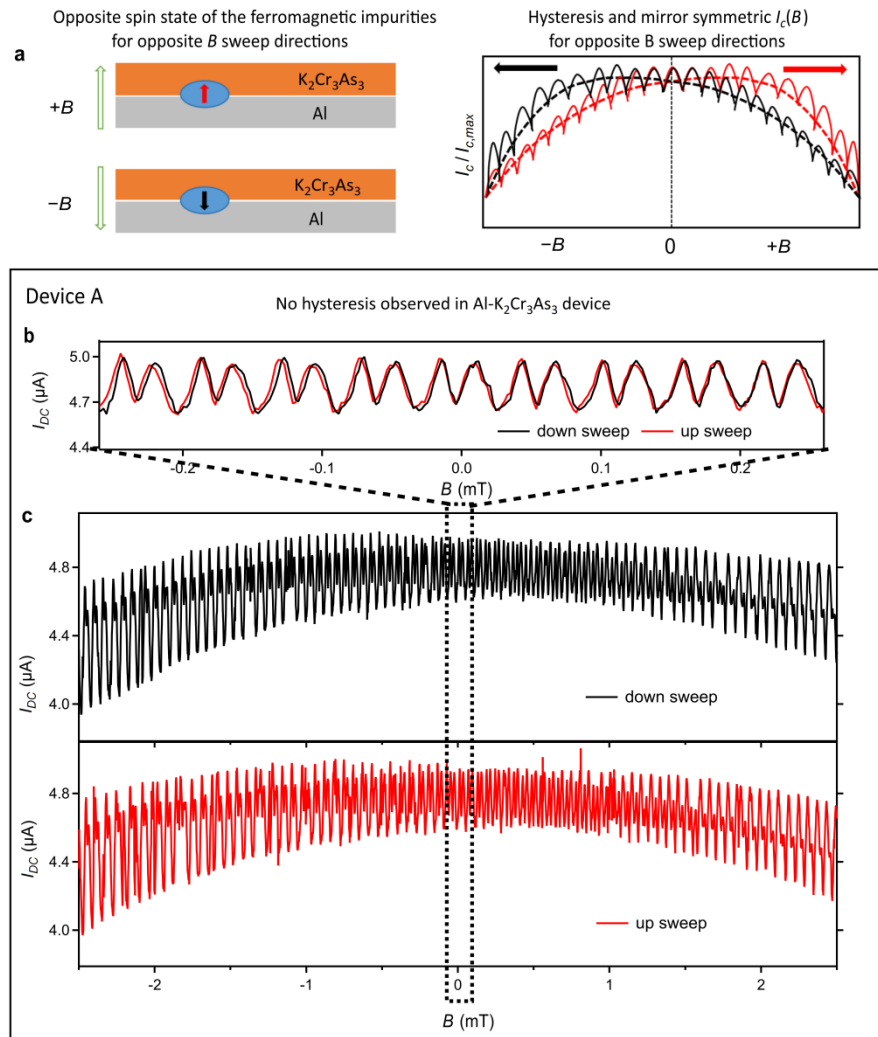 Opposite spin state of the ferromagnetic impurities
for opposite B sweep directions
Hysteresis and mirror symmetric Ic(B)
for opposite B sweep directions
a
+B
K2Cr3As3
Al
−B
K2Cr3As3
Al
Ic / Ic,max
−B
0
+B
Device A
No hysteresis observed in Al-K2Cr3As3 device
b
5.0
4.7
4.4
IDC (µA)
down sweep
up sweep
-0.2
-0.1
0.0
0.1
0.2
B (mT)
c
4.8
4.4
4.0
IDC (µA)
down sweep
4.8
4.4
4.0
IDC (µA)
up sweep
-2
-1
0
1
2
B (mT)